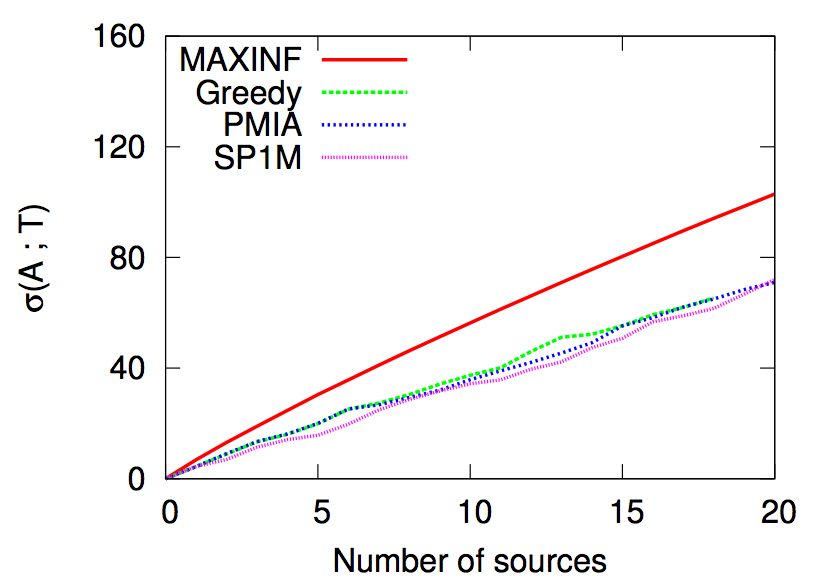 160
120
80
40
0
σ(A ; T)
MAXINF
Greedy
PMIA
SP1M
0 5 10 15 20
Number of sources